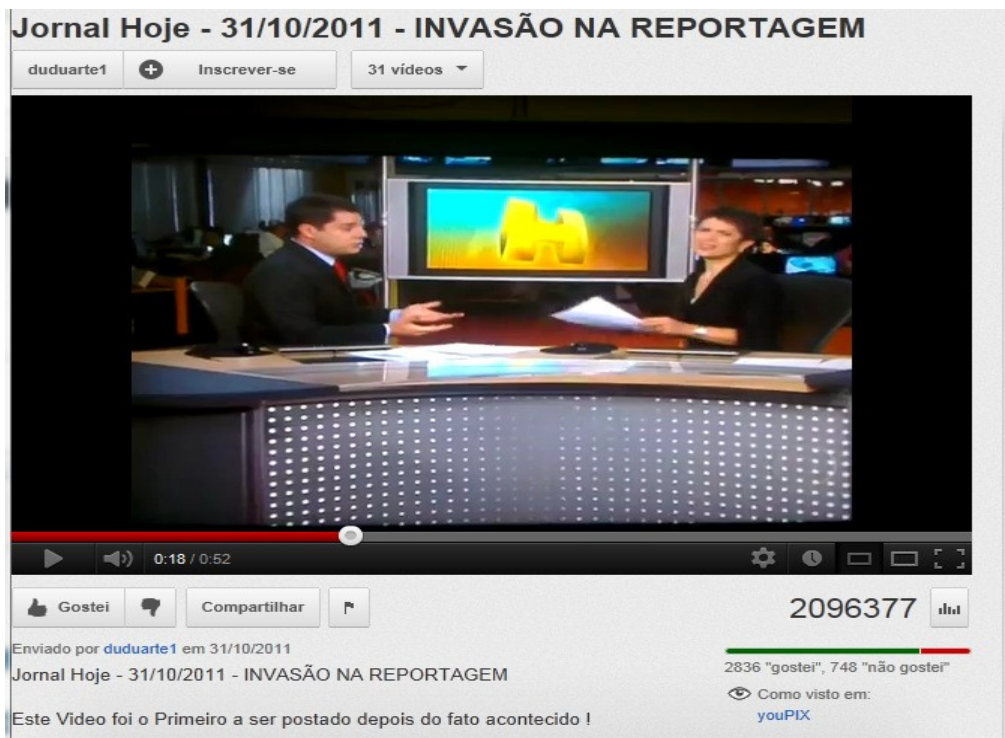 Jornal Hoje - 31/10/2011 - INVASÃO NA REPORTAGEM
duduarte1 Inscrever-se 31 vídeos
0:18 / 0:52
Gostei Compartilhar 2096377
Enviado por duduarte1 em 31/10/2011
Jornal Hoje - 31/10/2011 - INVASÃO NA REPORTAGEM
Este Video foi o Primeiro a ser postado depois do fato acontecido !
2836 "gostei", 748 "não gostei"
Como visto em:
youPIX